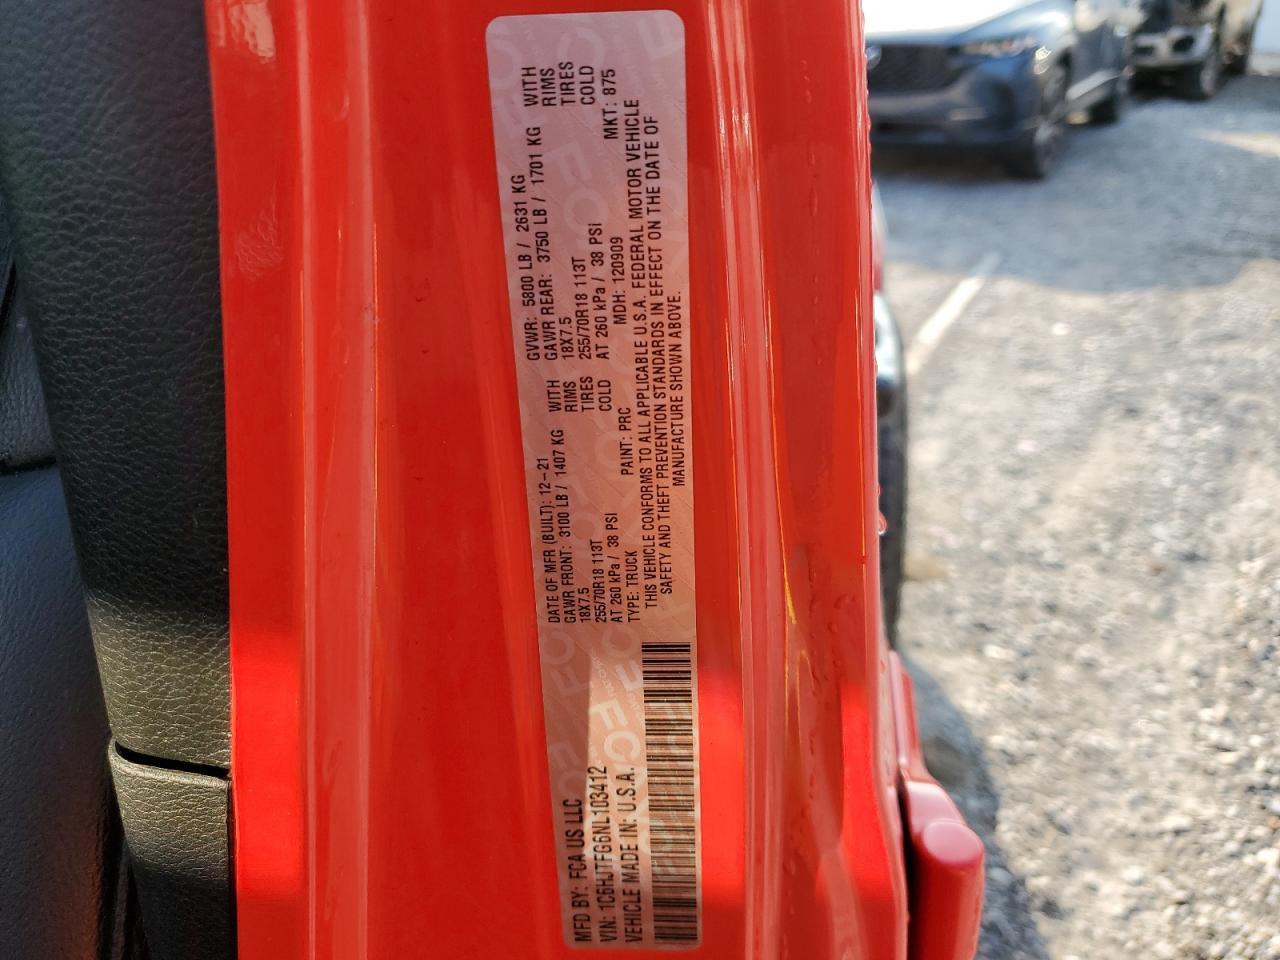 MFD BY: FCA US LLC
DATE OF MFR (BUILT): 12-21
GVWR: 5800 LB / 2631 KG
GAWR FRONT: 3100 LB / 1407 KG WITH
18X7.5 RIMS
255/70R18 113T TIRES
AT 260 kPa / 38 PSI COLD
GAWR REAR: 3750 LB / 1701 KG WITH
18X7.5 RIMS
255/70R18 113T TIRES
AT 260 kPa / 38 PSi COLD
VIN: 1C6HJTFG6NL103412
TYPE: TRUCK PAINT: PRC MDH: 120909 MKT: 875
VEHICLE MADE IN: U.S.A.
THIS VEHICLE CONFORMS TO ALL APPLICABLE U.S.A. FEDERAL MOTOR VEHICLE
SAFETY AND THEFT PREVENTION STANDARDS IN EFFECT ON THE DATE OF
MANUFACTURE SHOWN ABOVE.